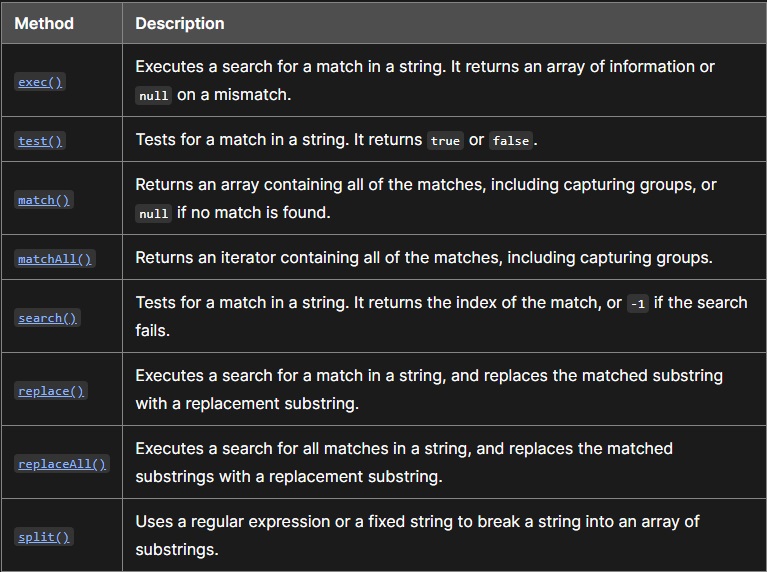 Method Description
exec() Executes a search for a match in a string. It returns an array of information or
null on a mismatch.
test() Tests for a match in a string. It returns true or false.
match() Returns an array containing all of the matches, including capturing groups, or
null if no match is found.
matchAll() Returns an iterator containing all of the matches, including capturing groups.
search() Tests for a match in a string. It returns the index of the match, or -1 if the search
fails.
replace() Executes a search for a match in a string, and replaces the matched substring
with a replacement substring.
replaceAll() Executes a search for all matches in a string, and replaces the matched
substrings with a replacement substring.
split() Uses a regular expression or a fixed string to break a string into an array of
substrings.